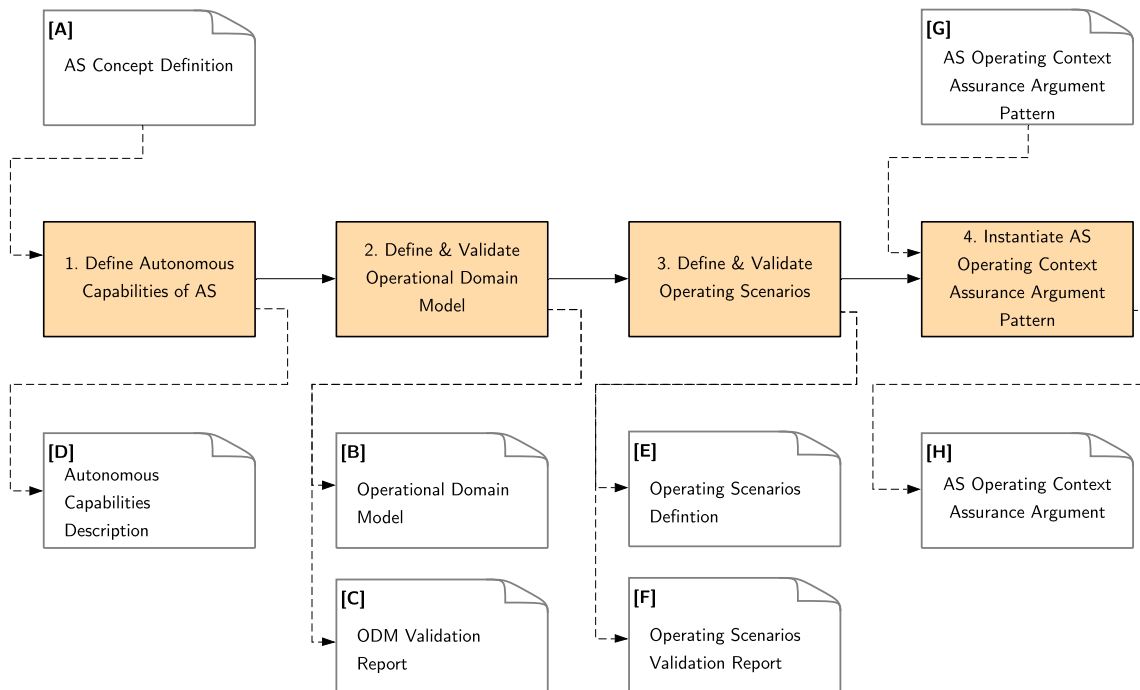 [A]
AS Concept Definition
[G]
AS Operating Context
Assurance Argument
Pattern
1. Define Autonomous
Capabilities of AS
2. Define & Validate
Operational Domain
Model
3. Define & Validate
Operating Scenarios
4. Instantiate AS
Operating Context
Assurance Argument
Pattern
[D]
Autonomous
Capabilities
Description
[B]
Operational Domain
Model
[E]
Operating Scenarios
Defintion
[H]
AS Operating Context
Assurance Argument
[C]
ODM Validation
Report
[F]
Operating Scenarios
Validation Report